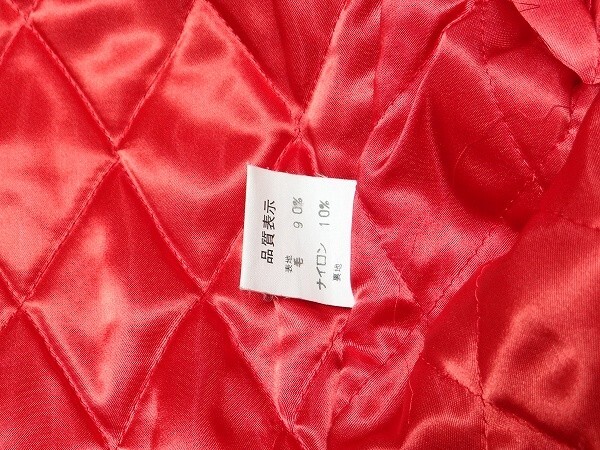 品質表示
表地
毛 90%
ナイロン 10%
裏地